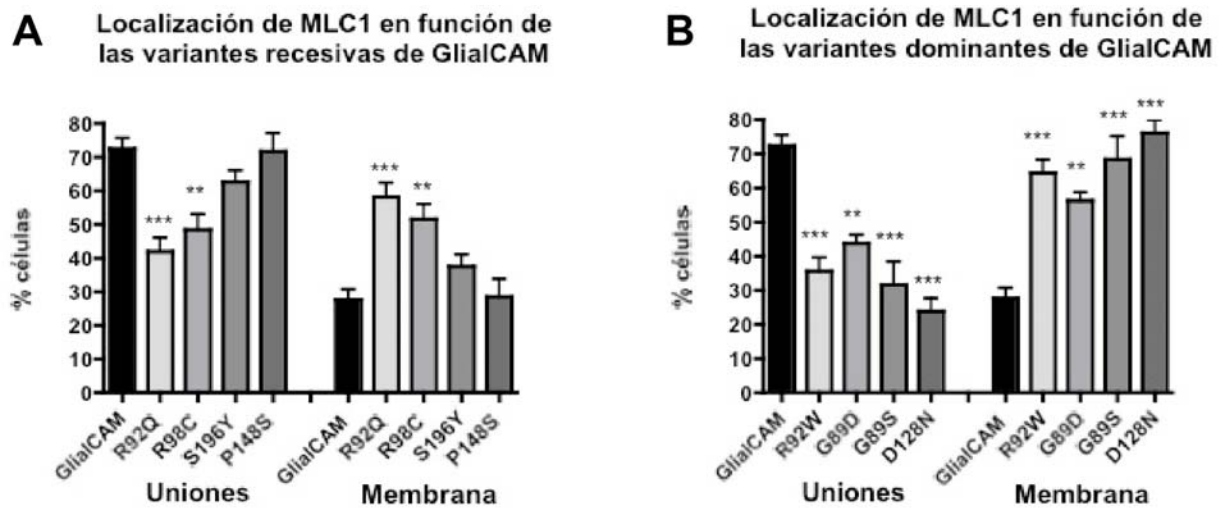 A
Localización de MLC1 en función de
las variantes recesivas de GlialCAM
% células
80
70
60
50
40
30
20
10
0
***
**
***
**
GlialCAM
R92Q
R98C
S196Y
P148S
GlialCAM
R92Q
R98C
S196Y
P148S
Uniones
Membrana
B
Localización de MLC1 en función de
las variantes dominantes de GlialCAM
% células
80
70
60
50
40
30
20
10
0
***
**
***
***
***
**
***
***
GlialCAM
R92W
G89D
G89S
D128N
GlialCAM
R92W
G89D
G89S
D128N
Uniones
Membrana